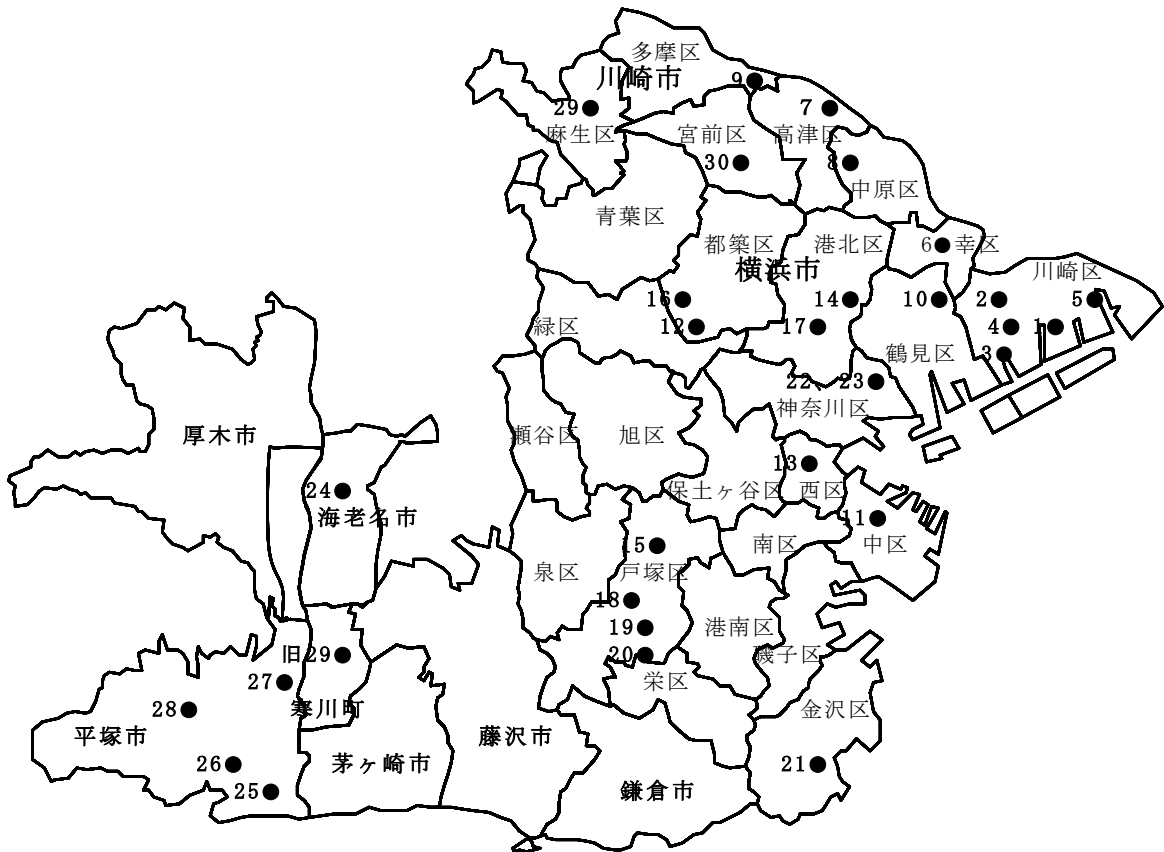 多摩区
川崎市
9
29
7
麻生区
宮前区
高津区
30
8
中原区
青葉区
都築区
港北区
6
幸区
横浜市
川崎区
16
14
10
2
5
緑区
12
17
4
1
鶴見区
3
22、23
神奈川区
厚木市
瀬谷区
旭区
13
24
保土ヶ谷区
西区
海老名市
11
15
南区
中区
泉区
戸塚区
18
19
港南区
旧29
20
磯子区
27
栄区
28
寒川町
金沢区
平塚市
藤沢市
26
茅ヶ崎市
21
25
鎌倉市